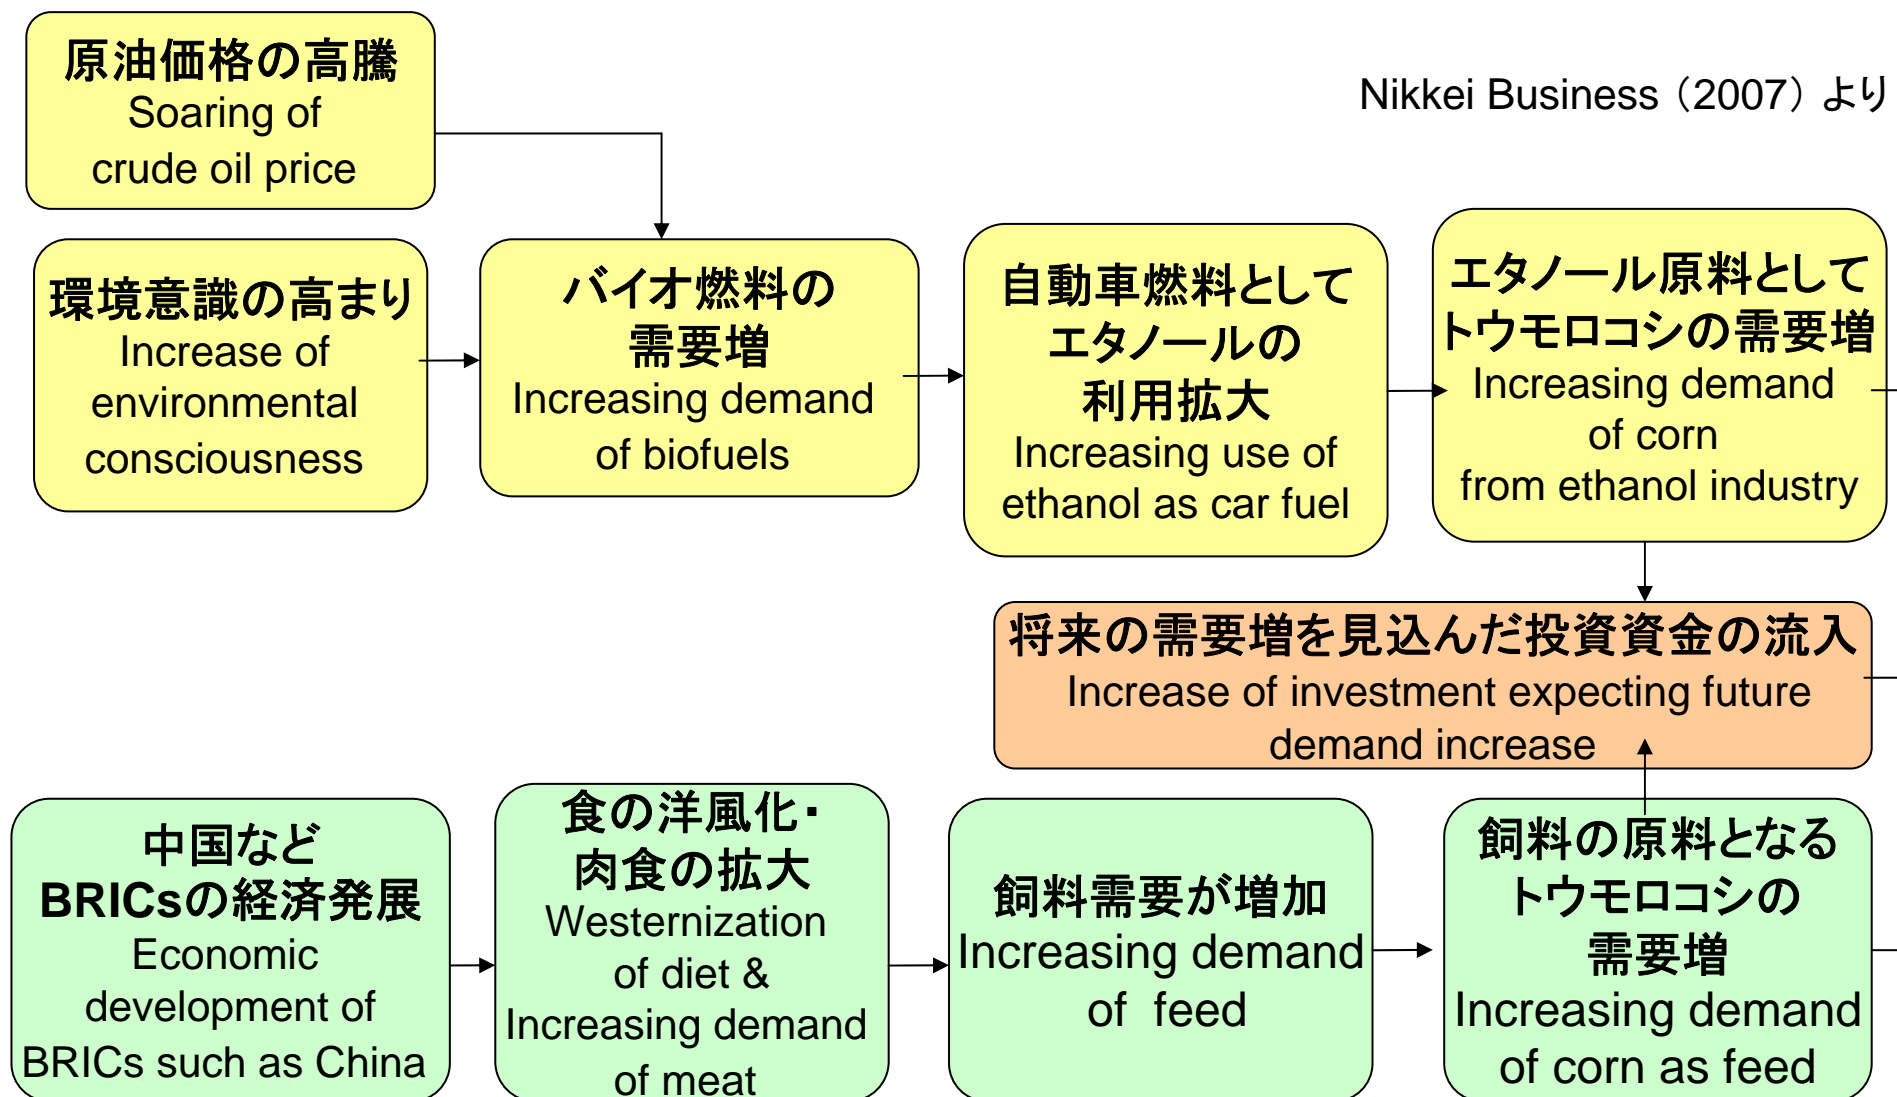 原油価格の高騰
Soaring of
crude oil price
Nikkei Business（2007）より
環境意識の高まり
Increase of
environmental
consciousness
バイオ燃料の
需要増
Increasing demand
of biofuels
自動車燃料として
エタノールの
利用拡大
Increasing use of
ethanol as car fuel
エタノール原料として
トウモロコシの需要増
Increasing demand
of corn
from ethanol industry
将来の需要増を見込んだ投資資金の流入
Increase of investment expecting future
demand increase
中国など
BRICsの経済発展
Economic
development of
BRICs such as China
食の洋風化・
肉食の拡大
Westernization
of diet &
Increasing demand
of meat
飼料需要が増加
Increasing demand
of feed
飼料の原料となる
トウモロコシの
需要増
Increasing demand
of corn as feed